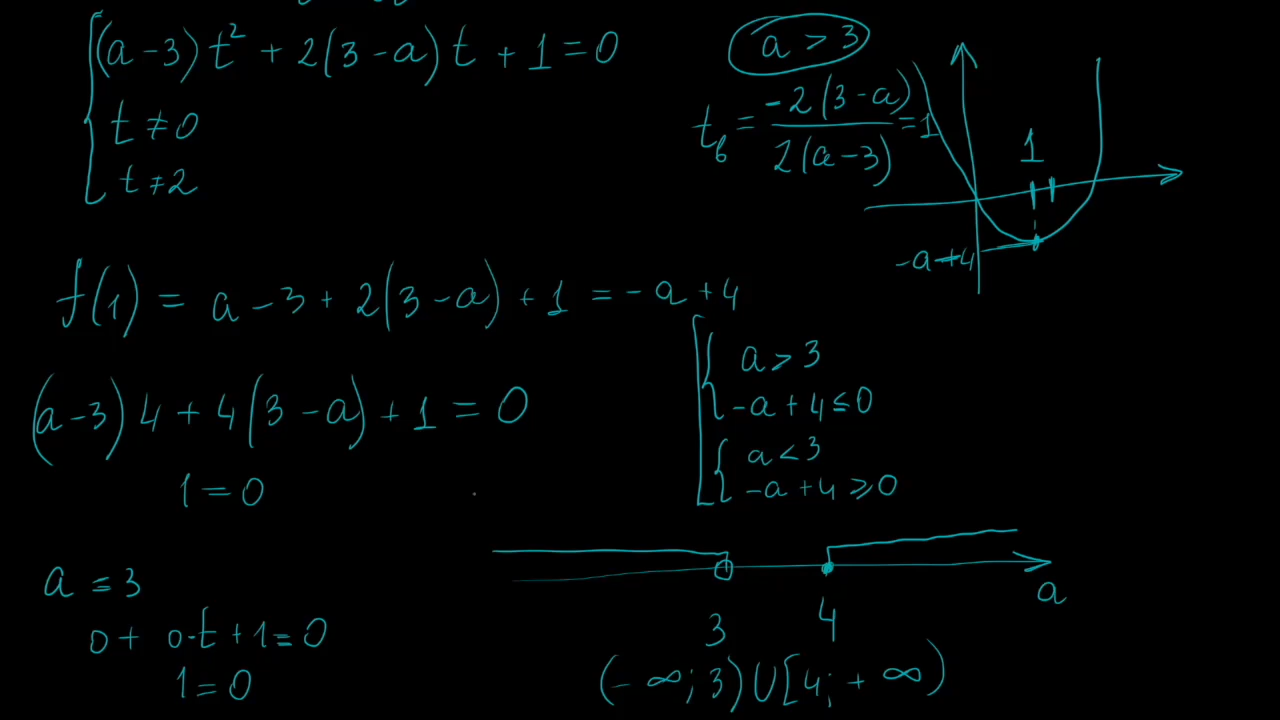 (a-3)t² + 2(3-a)t + 1 = 0
t ≠ 0
t ≠ 2
a > 3
t_b = -2(3-a) / 2(a-3) = 1
1
-a+4
f(1) = a-3+2(3-a)+1 = -a+4
(a-3)4+4(3-a)+1=0
1=0
a > 3
-a+4 ≤ 0
a < 3
-a+4 ≥ 0
a = 3
0+ 0·t+1=0
1=0
3 4 a
(-∞;3)∪[4;+∞)